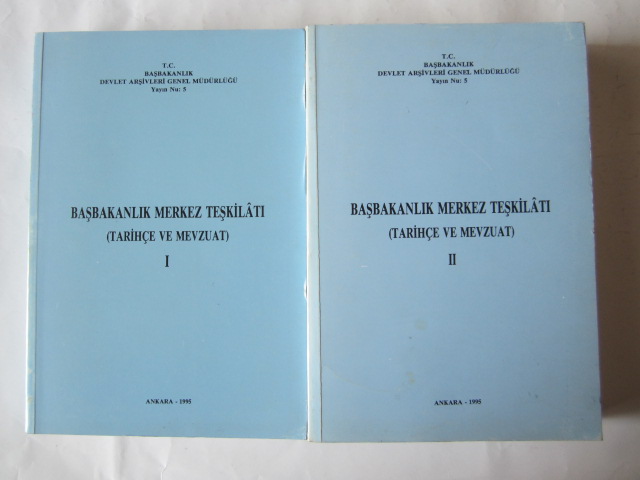 T.C.
BAŞBAKANLIK
DEVLET ARŞİVLERİ GENEL MÜDÜRLÜĞÜ
Yayın Nu: 5
BAŞBAKANLIK MERKEZ TEŞKİLÂTI
(TARİHÇE VE MEVZUAT)
I
ANKARA - 1995
T.C.
BAŞBAKANLIK
DEVLET ARŞİVLERİ GENEL MÜDÜRLÜĞÜ
Yayın Nu: 5
BAŞBAKANLIK MERKEZ TEŞKİLÂTI
(TARİHÇE VE MEVZUAT)
II
ANKARA - 1995